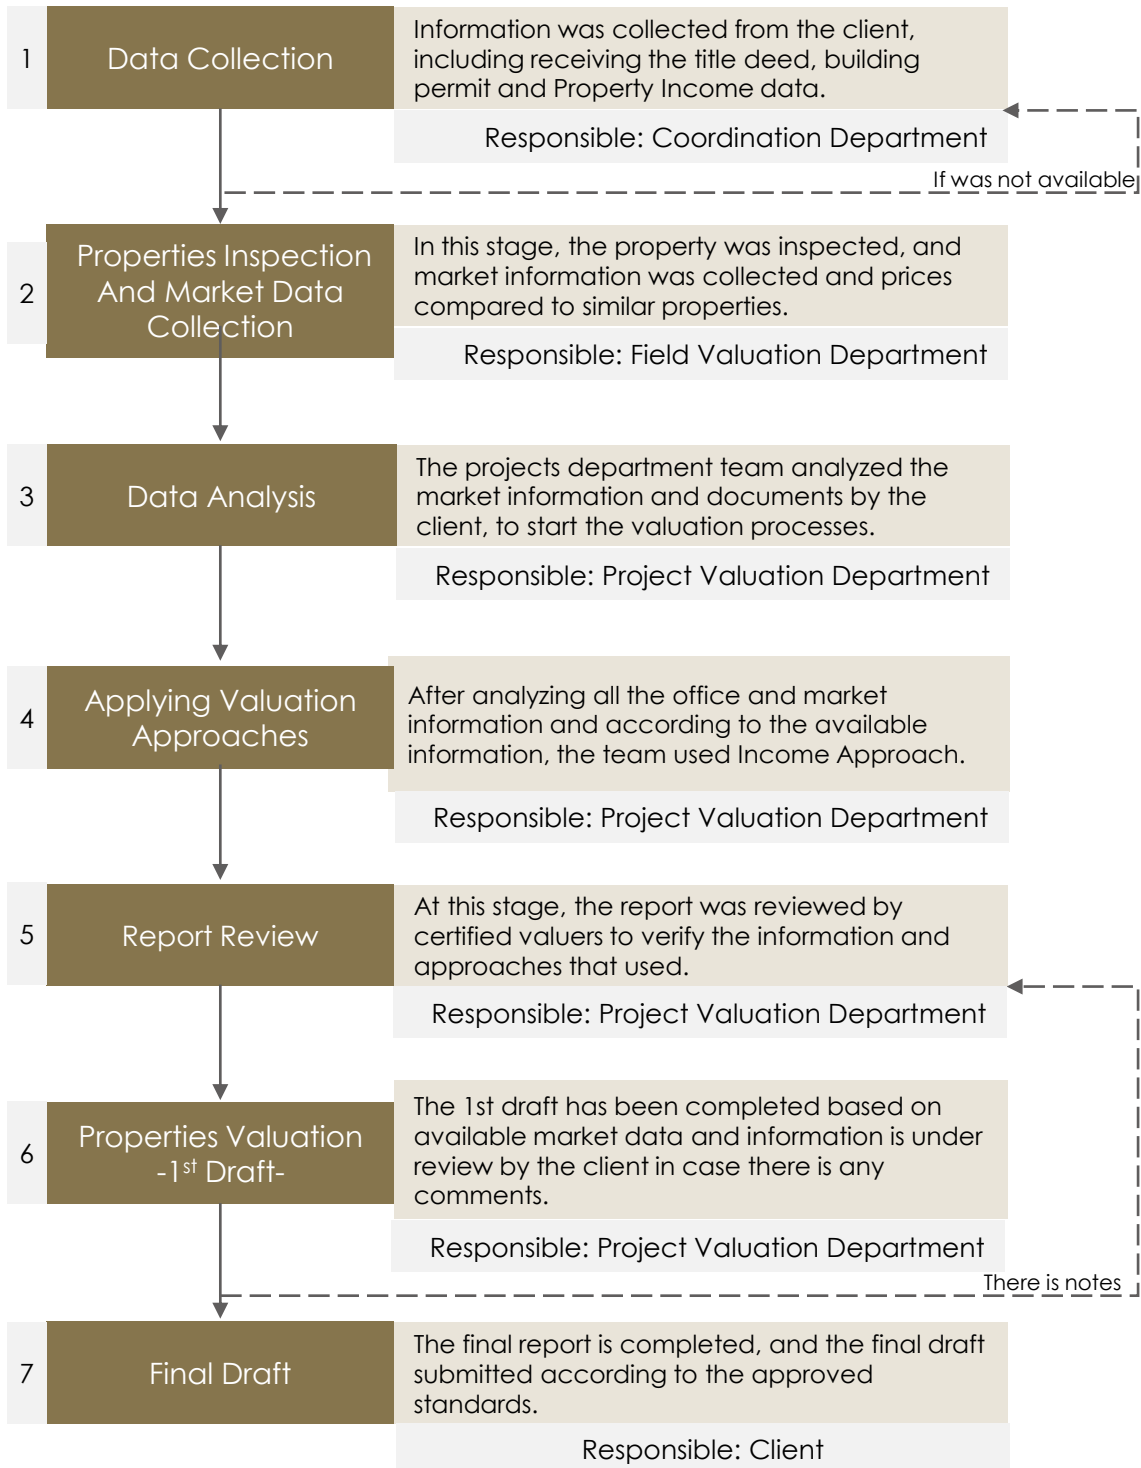 1
Data Collection
Information was collected from the client,
including receiving the title deed, building
permit and Property Income data.
Responsible: Coordination Department
If was not available
2
Properties Inspection
And Market Data
Collection
In this stage, the property was inspected, and
market information was collected and prices
compared to similar properties.
Responsible: Field Valuation Department
3
Data Analysis
The projects department team analyzed the
market information and documents by the
client, to start the valuation processes.
Responsible: Project Valuation Department
4
Applying Valuation
Approaches
After analyzing all the office and market
information and according to the available
information, the team used Income Approach.
Responsible: Project Valuation Department
5
Report Review
At this stage, the report was reviewed by
certified valuers to verify the information and
approaches that used.
Responsible: Project Valuation Department
6
Properties Valuation
-1st Draft-
The 1st draft has been completed based on
available market data and information is under
review by the client in case there is any
comments.
Responsible: Project Valuation Department
There is notes
7
Final Draft
The final report is completed, and the final draft
submitted according to the approved
standards.
Responsible: Client